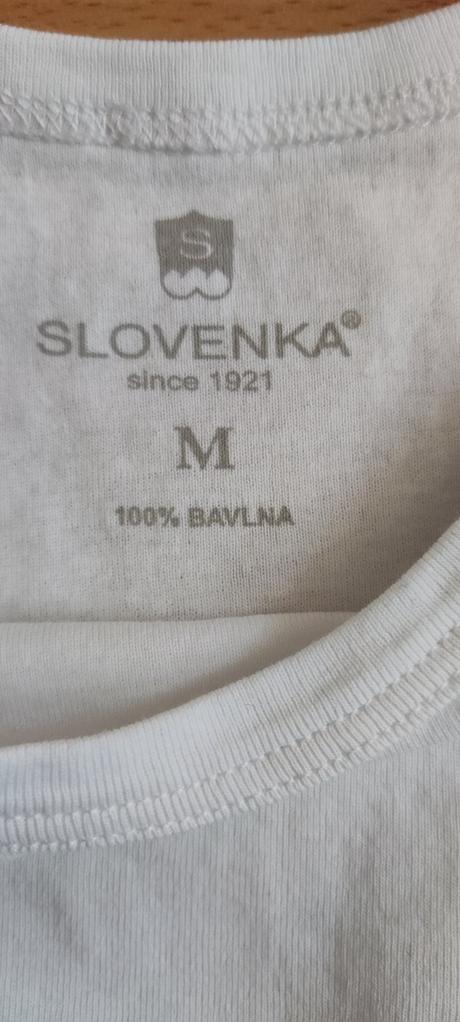 S
SLOVENKA®
since 1921
M
100% BAVLNA